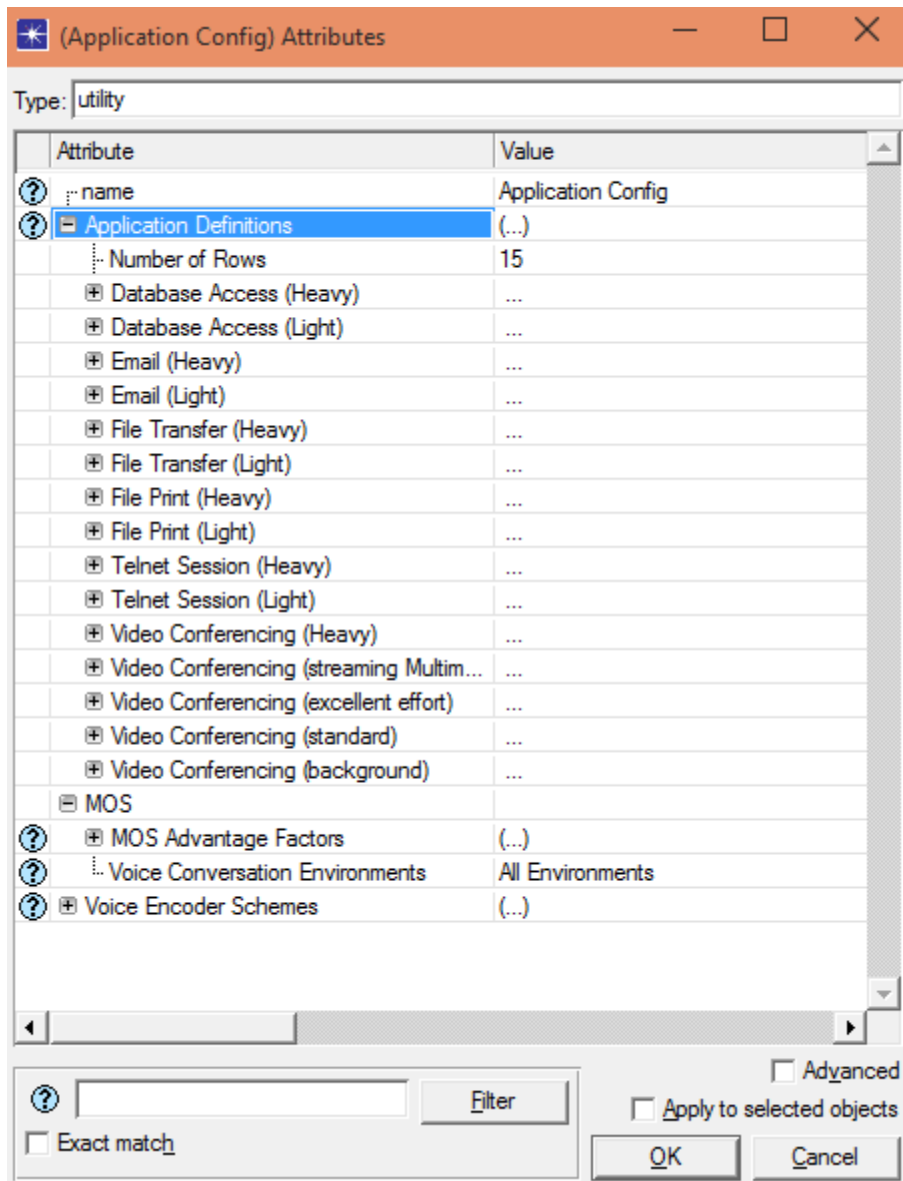 (Application Config) Attributes
Type: utility
Attribute Value
name Application Config
Application Definitions (...)
Number of Rows 15
Database Access (Heavy) ...
Database Access (Light) ...
Email (Heavy) ...
Email (Light) ...
File Transfer (Heavy) ...
File Transfer (Light) ...
File Print (Heavy) ...
File Print (Light) ...
Telnet Session (Heavy) ...
Telnet Session (Light) ...
Video Conferencing (Heavy) ...
Video Conferencing (streaming Multim... ...
Video Conferencing (excellent effort) ...
Video Conferencing (standard) ...
Video Conferencing (background) ...
MOS
MOS Advantage Factors (...)
Voice Conversation Environments All Environments
Voice Encoder Schemes (...)
Advanced
Filter
Apply to selected objects
Exact match
OK Cancel